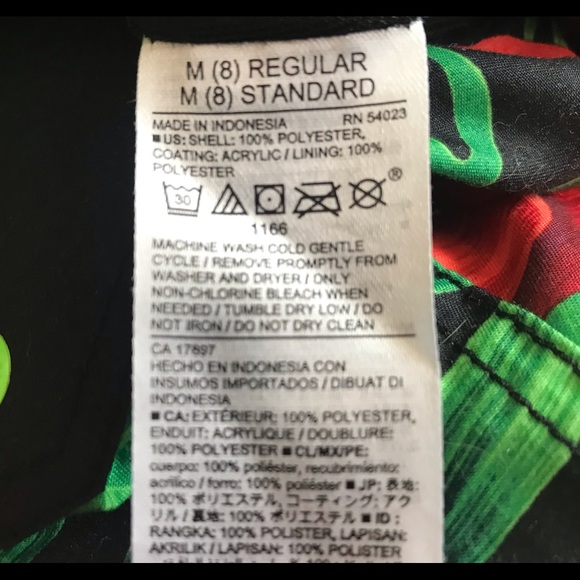 M (8) REGULAR
M (8) STANDARD
MADE IN INDONESIA RN 54023
■ US: SHELL: 100% POLYESTER,
COATING: ACRYLIC / LINING: 100%
POLYESTER
30
®
1166
MACHINE WASH COLD GENTLE
CYCLE / REMOVE PROMPTLY FROM
WASHER AND DRYER / ONLY
NON-CHLORINE BLEACH WHEN
NEEDED / TUMBLE DRY LOW / DO
NOT IRON / DO NOT DRY CLEAN
CA 17697
HECHO EN INDONESIA CON
INSUMOS IMPORTADOS / DIBUAT DI
INDONESIA
■ CA: EXTÉRIEUR: 100% POLYESTER,
ENDUIT: ACRYLIQUE / DOUBLURE:
100% POLYESTER ■ CL/MX/PE:
cuerpo: 100% poliéster, recubrimiento:
acrílico / forro: 100% poliéster ■ JP: 表地:
100% ポリエステル, コーティング: アク
リル / 裏地: 100% ポリエステル ■ ID :
RANGKA: 100% POLISTER, LAPISAN:
AKRILIK / LAPISAN: 100% POLISTER